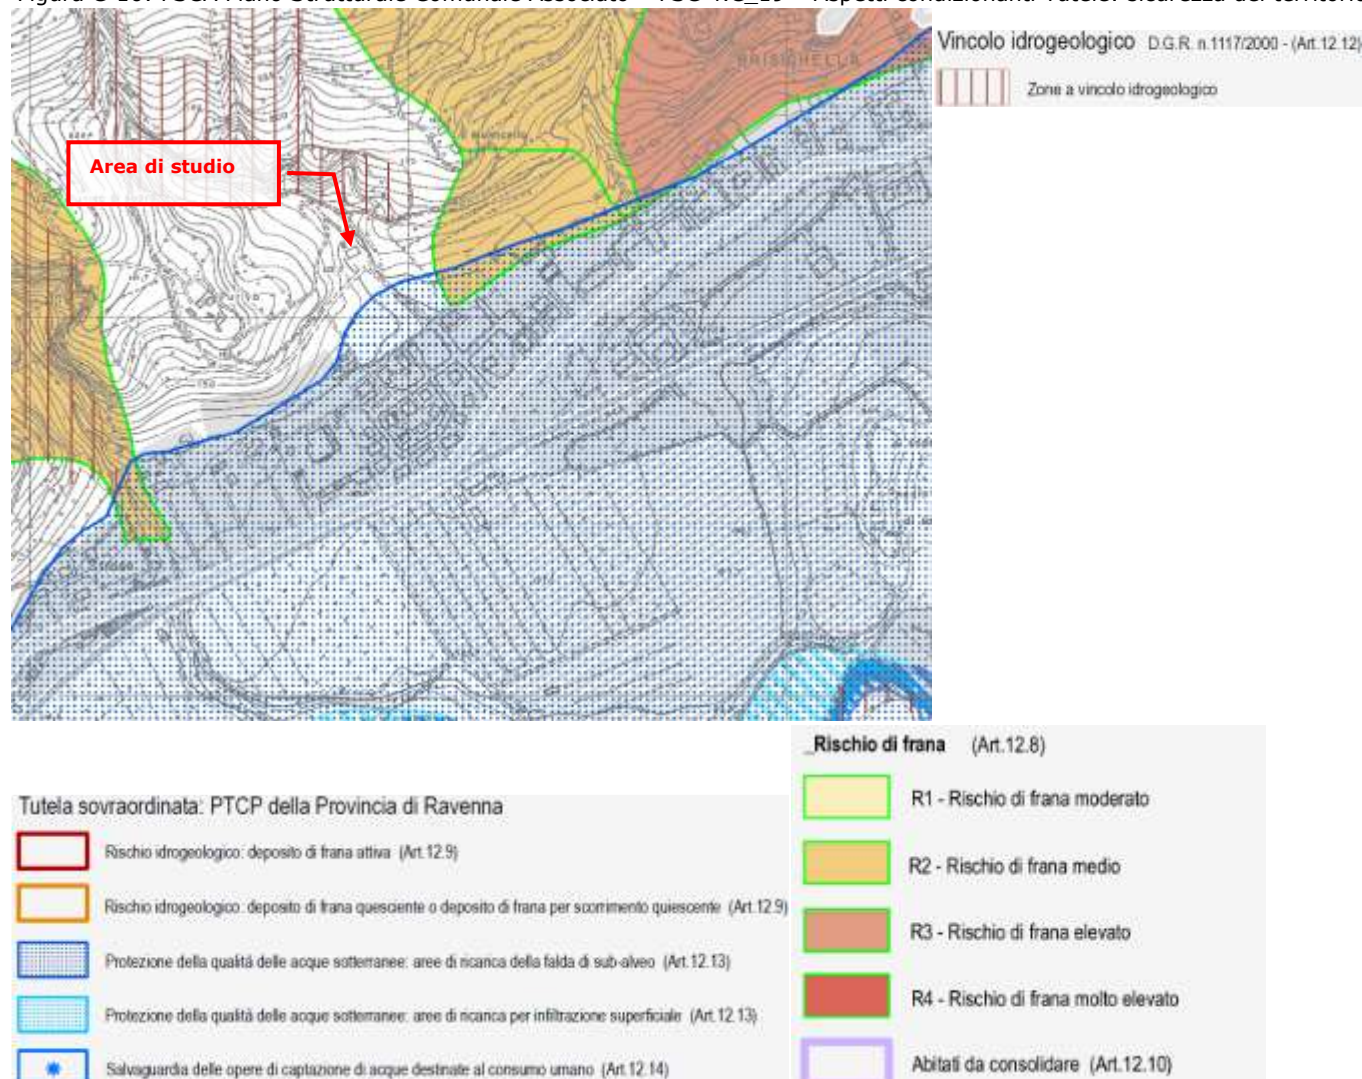 Vincolo idrogeologico D.G.R. n.1117/2000 - (Art.12.12)
Zone a vincolo idrogeologico
BRISIGHELLA
Area di studio
_Rischio di frana (Art.12.8)
R1 - Rischio di frana moderato
R2 - Rischio di frana medio
R3 - Rischio di frana elevato
R4 - Rischio di frana molto elevato
Abitati da consolidare (Art.12.10)
Tutela sovraordinata: PTCP della Provincia di Ravenna
Rischio idrogeologico: deposito di frana attiva (Art.12.9)
Rischio idrogeologico: deposito di frana quescente o deposito di frana per scorrimento quiescente (Art.12.9)
Protezione della qualità delle acque sotterranee: aree di ricarica della falda di sub-alveo (Art.12.13)
Protezione della qualità delle acque sotterranee: aree di ricarica per infiltrazione superficiale (Art.12.13)
Salvaguardia delle opere di captazione di acque destinate al consumo umano (Art.12.14)